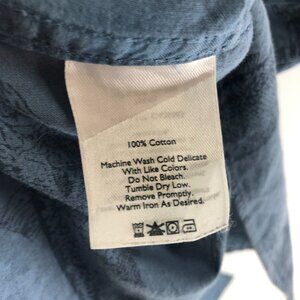 100% Cotton
Machine Wash Cold Delicate
With Like Colors.
Do Not Bleach.
Tumble Dry Low.
Remove Promptly.
Warm Iron As Desired.